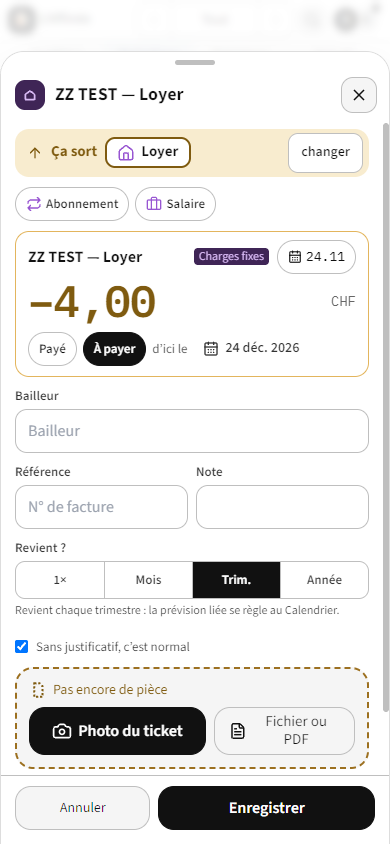 ZZ TEST — Loyer
Ça sort Loyer changer
Abonnement Salaire
ZZ TEST — Loyer Charges fixes 24.11
−4,00 CHF
Payé À payer d’ici le 24 déc. 2026
Bailleur
Bailleur
Référence Note
N° de facture
Revient ?
1× Mois Trim. Année
Revient chaque trimestre : la prévision liée se règle au Calendrier.
Sans justificatif, c’est normal
Pas encore de pièce
Photo du ticket Fichier ou
PDF
Annuler Enregistrer